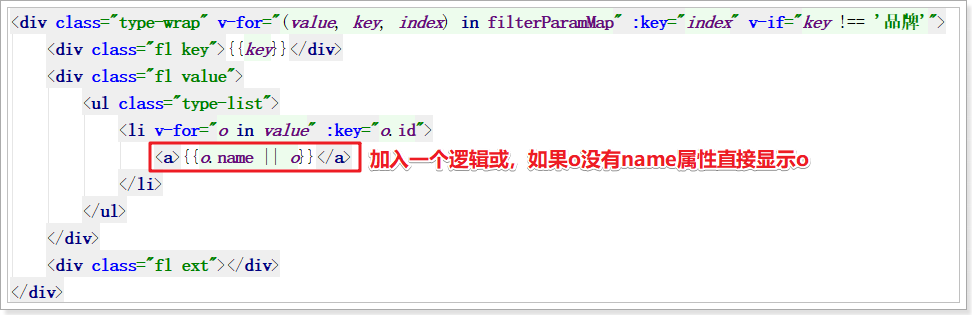 <div class="type-wrap" v-for="(value, key, index) in filterParamMap" :key="index" v-if="key !== '品牌'">
<div class="fl key">{{key}}</div>
<div class="fl value">
<ul class="type-list">
<li v-for="o in value" :key="o.id">
<a>{{o.name || o}}</a> 加入一个逻辑或，如果o没有name属性直接显示o
</li>
</ul>
</div>
<div class="fl ext"></div>
</div>